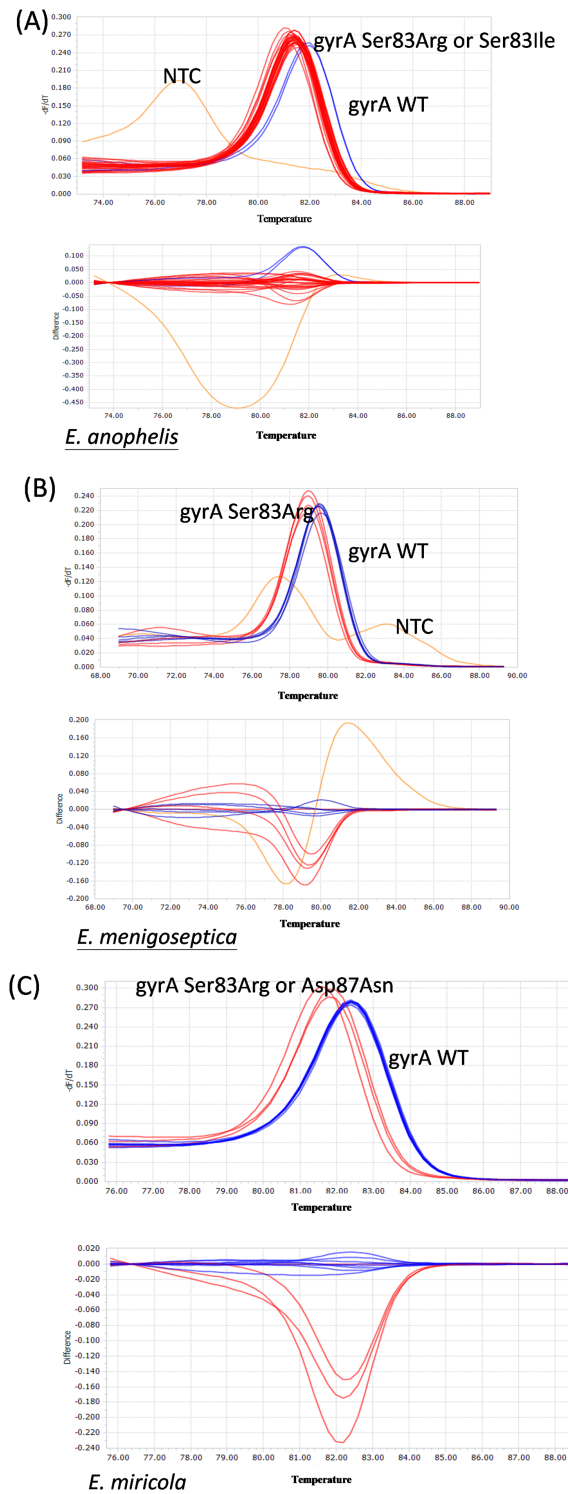 (A)
gyrA Ser83Arg or Ser83Ile
NTC
gyrA WT
-dF/dT
0.300
0.270
0.240
0.210
0.180
0.150
0.120
0.090
0.060
0.030
0.000
74.00 76.00 78.00 80.00 82.00 84.00 86.00 88.00
Temperature
Difference
0.100
0.050
0.000
-0.050
-0.100
-0.150
-0.200
-0.250
-0.300
-0.350
-0.400
-0.450
74.00 76.00 78.00 80.00 82.00 84.00 86.00 88.00
Temperature
E. anophelis
(B)
gyrA Ser83Arg
gyrA WT
NTC
-dF/dT
0.240
0.220
0.200
0.180
0.160
0.140
0.120
0.100
0.080
0.060
0.040
0.020
0.000
68.00 70.00 72.00 74.00 76.00 78.00 80.00 82.00 84.00 86.00 88.00 90.00
Temperature
Difference
0.200
0.160
0.120
0.080
0.040
0.000
-0.040
-0.080
-0.120
-0.160
-0.200
68.00 70.00 72.00 74.00 76.00 78.00 80.00 82.00 84.00 86.00 88.00 90.00
Temperature
E. menigoseptica
(C)
gyrA Ser83Arg or Asp87Asn
gyrA WT
-dF/dT
0.300
0.270
0.240
0.210
0.180
0.150
0.120
0.090
0.060
0.030
0.000
76.00 77.00 78.00 79.00 80.00 81.00 82.00 83.00 84.00 85.00 86.00 87.00 88.0
Temperature
Difference
0.020
0.000
-0.020
-0.040
-0.060
-0.080
-0.100
-0.120
-0.140
-0.160
-0.180
-0.200
-0.220
-0.240
76.00 77.00 78.00 79.00 80.00 81.00 82.00 83.00 84.00 85.00 86.00 87.00 88.0
Temperature
E. miricola